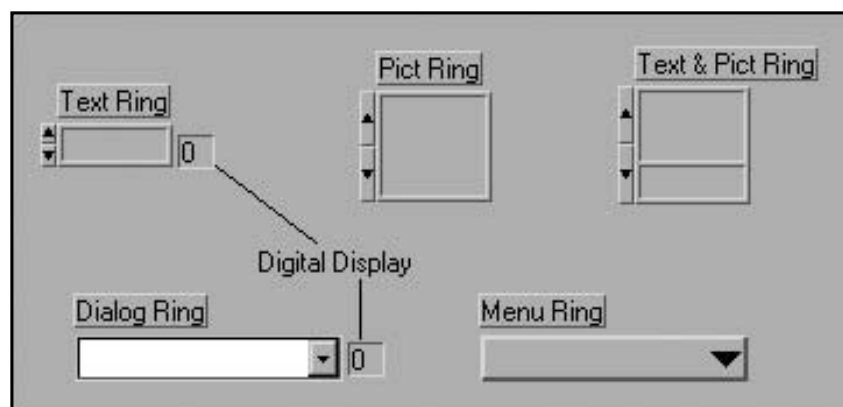 Text Ring
0
Pict Ring
Text & Pict Ring
Digital Display
Dialog Ring
0
Menu Ring